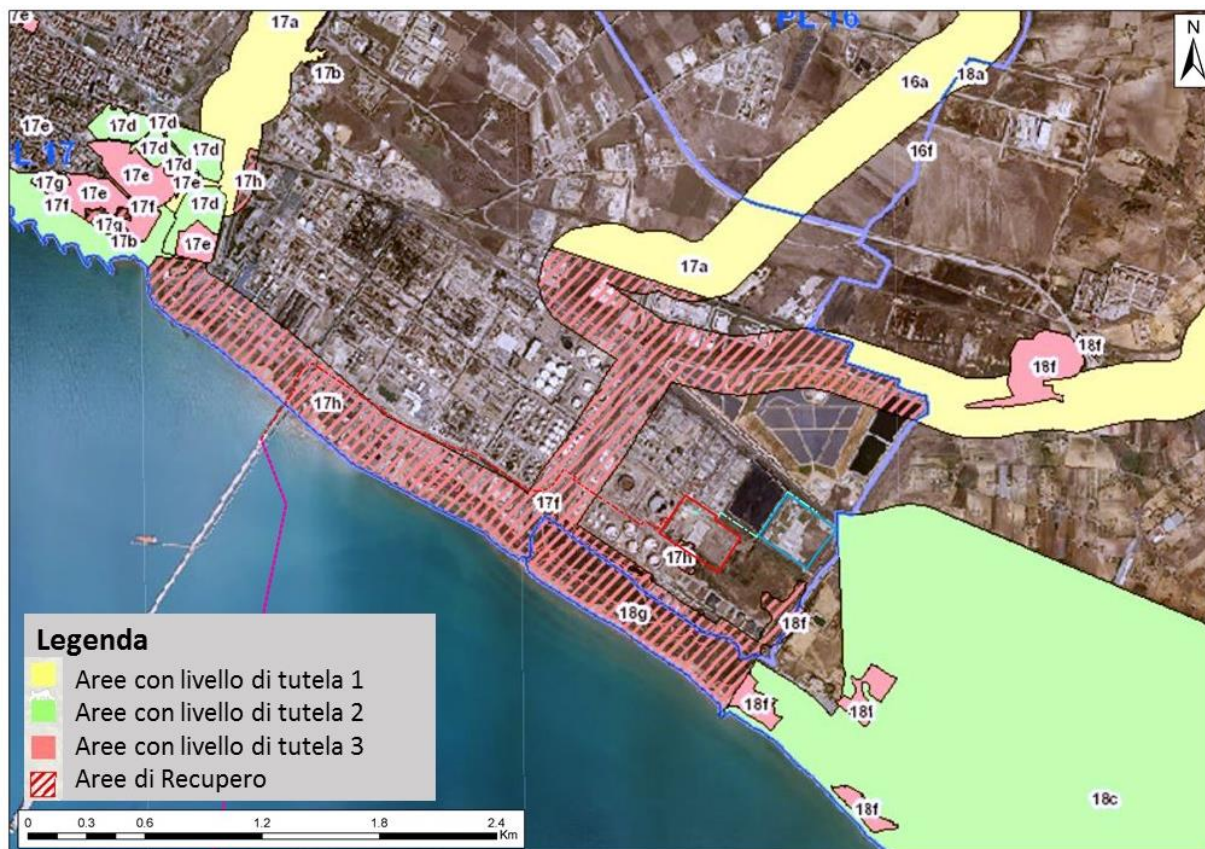 17e
17a
PL 16
N
17b
16a
18a
17d
17d
17e
17d
17d
16f
L 17
17d
17g
17e
17e
17h
17e
17f
17f
17d
17g
17b
17e
17a
18f
18f
17h
17f
17h
18g
18f
18f
18f
18f
18c
Legenda
Aree con livello di tutela 1
Aree con livello di tutela 2
Aree con livello di tutela 3
Aree di Recupero
0 0.3 0.6 1.2 1.8 2.4
Km